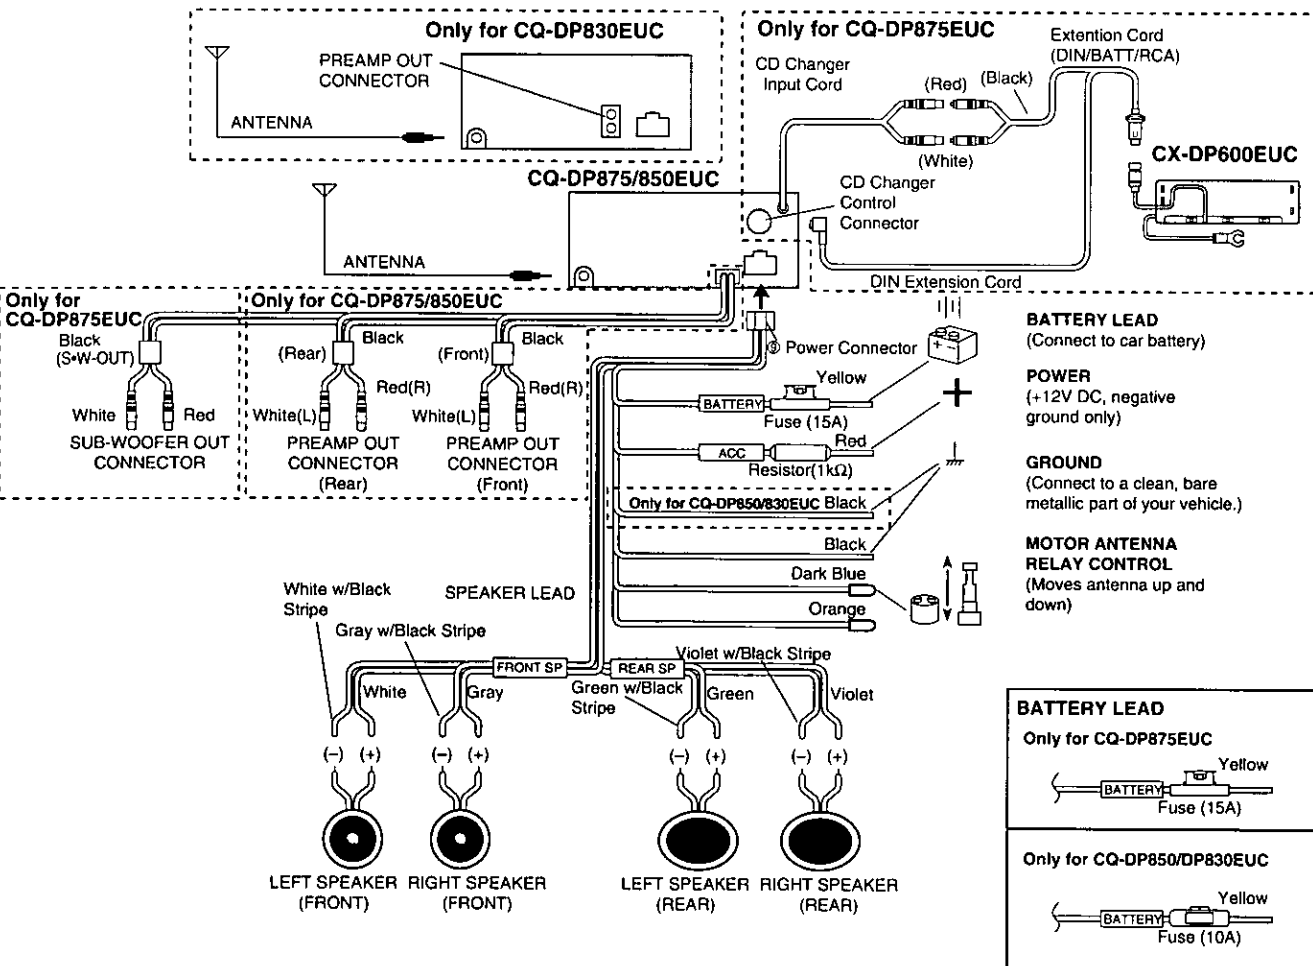 Only for CQ-DP830EUC
PREAMP OUT
CONNECTOR
ANTENNA
Only for CQ-DP875EUC
Extention Cord
(DIN/BATT/RCA)
CD Changer
Input Cord
(Red)
(Black)
(White)
CX-DP600EUC
CQ-DP875/850EUC
CD Changer
Control
Connector
ANTENNA
DIN Extension Cord
Only for
CQ-DP875EUC
Black
(S•W-OUT)
White
Red
SUB-WOOFER OUT
CONNECTOR
Only for CQ-DP875/850EUC
(Rear)
Black
Red(R)
White(L)
PREAMP OUT
CONNECTOR
(Rear)
(Front)
Black
Red(R)
White(L)
PREAMP OUT
CONNECTOR
(Front)
⑨ Power Connector
+ −
BATTERY LEAD
(Connect to car battery)
Yellow
BATTERY
Fuse (15A)
POWER
(+12V DC, negative
ground only)
Red
ACC
Resistor(1kΩ)
GROUND
(Connect to a clean, bare
metallic part of your vehicle.)
Only for CQ-DP850/830EUC Black
Black
MOTOR ANTENNA
RELAY CONTROL
(Moves antenna up and
down)
Dark Blue
Orange
White w/Black
Stripe
SPEAKER LEAD
Gray w/Black Stripe
Violet w/Black Stripe
FRONT SP
REAR SP
White
Gray
Green w/Black
Stripe
Green
Violet
(−) (+)
(−) (+)
(−) (+)
(−) (+)
LEFT SPEAKER
(FRONT)
RIGHT SPEAKER
(FRONT)
LEFT SPEAKER
(REAR)
RIGHT SPEAKER
(REAR)
BATTERY LEAD
Only for CQ-DP875EUC
Yellow
BATTERY
Fuse (15A)
Only for CQ-DP850/DP830EUC
Yellow
BATTERY
Fuse (10A)